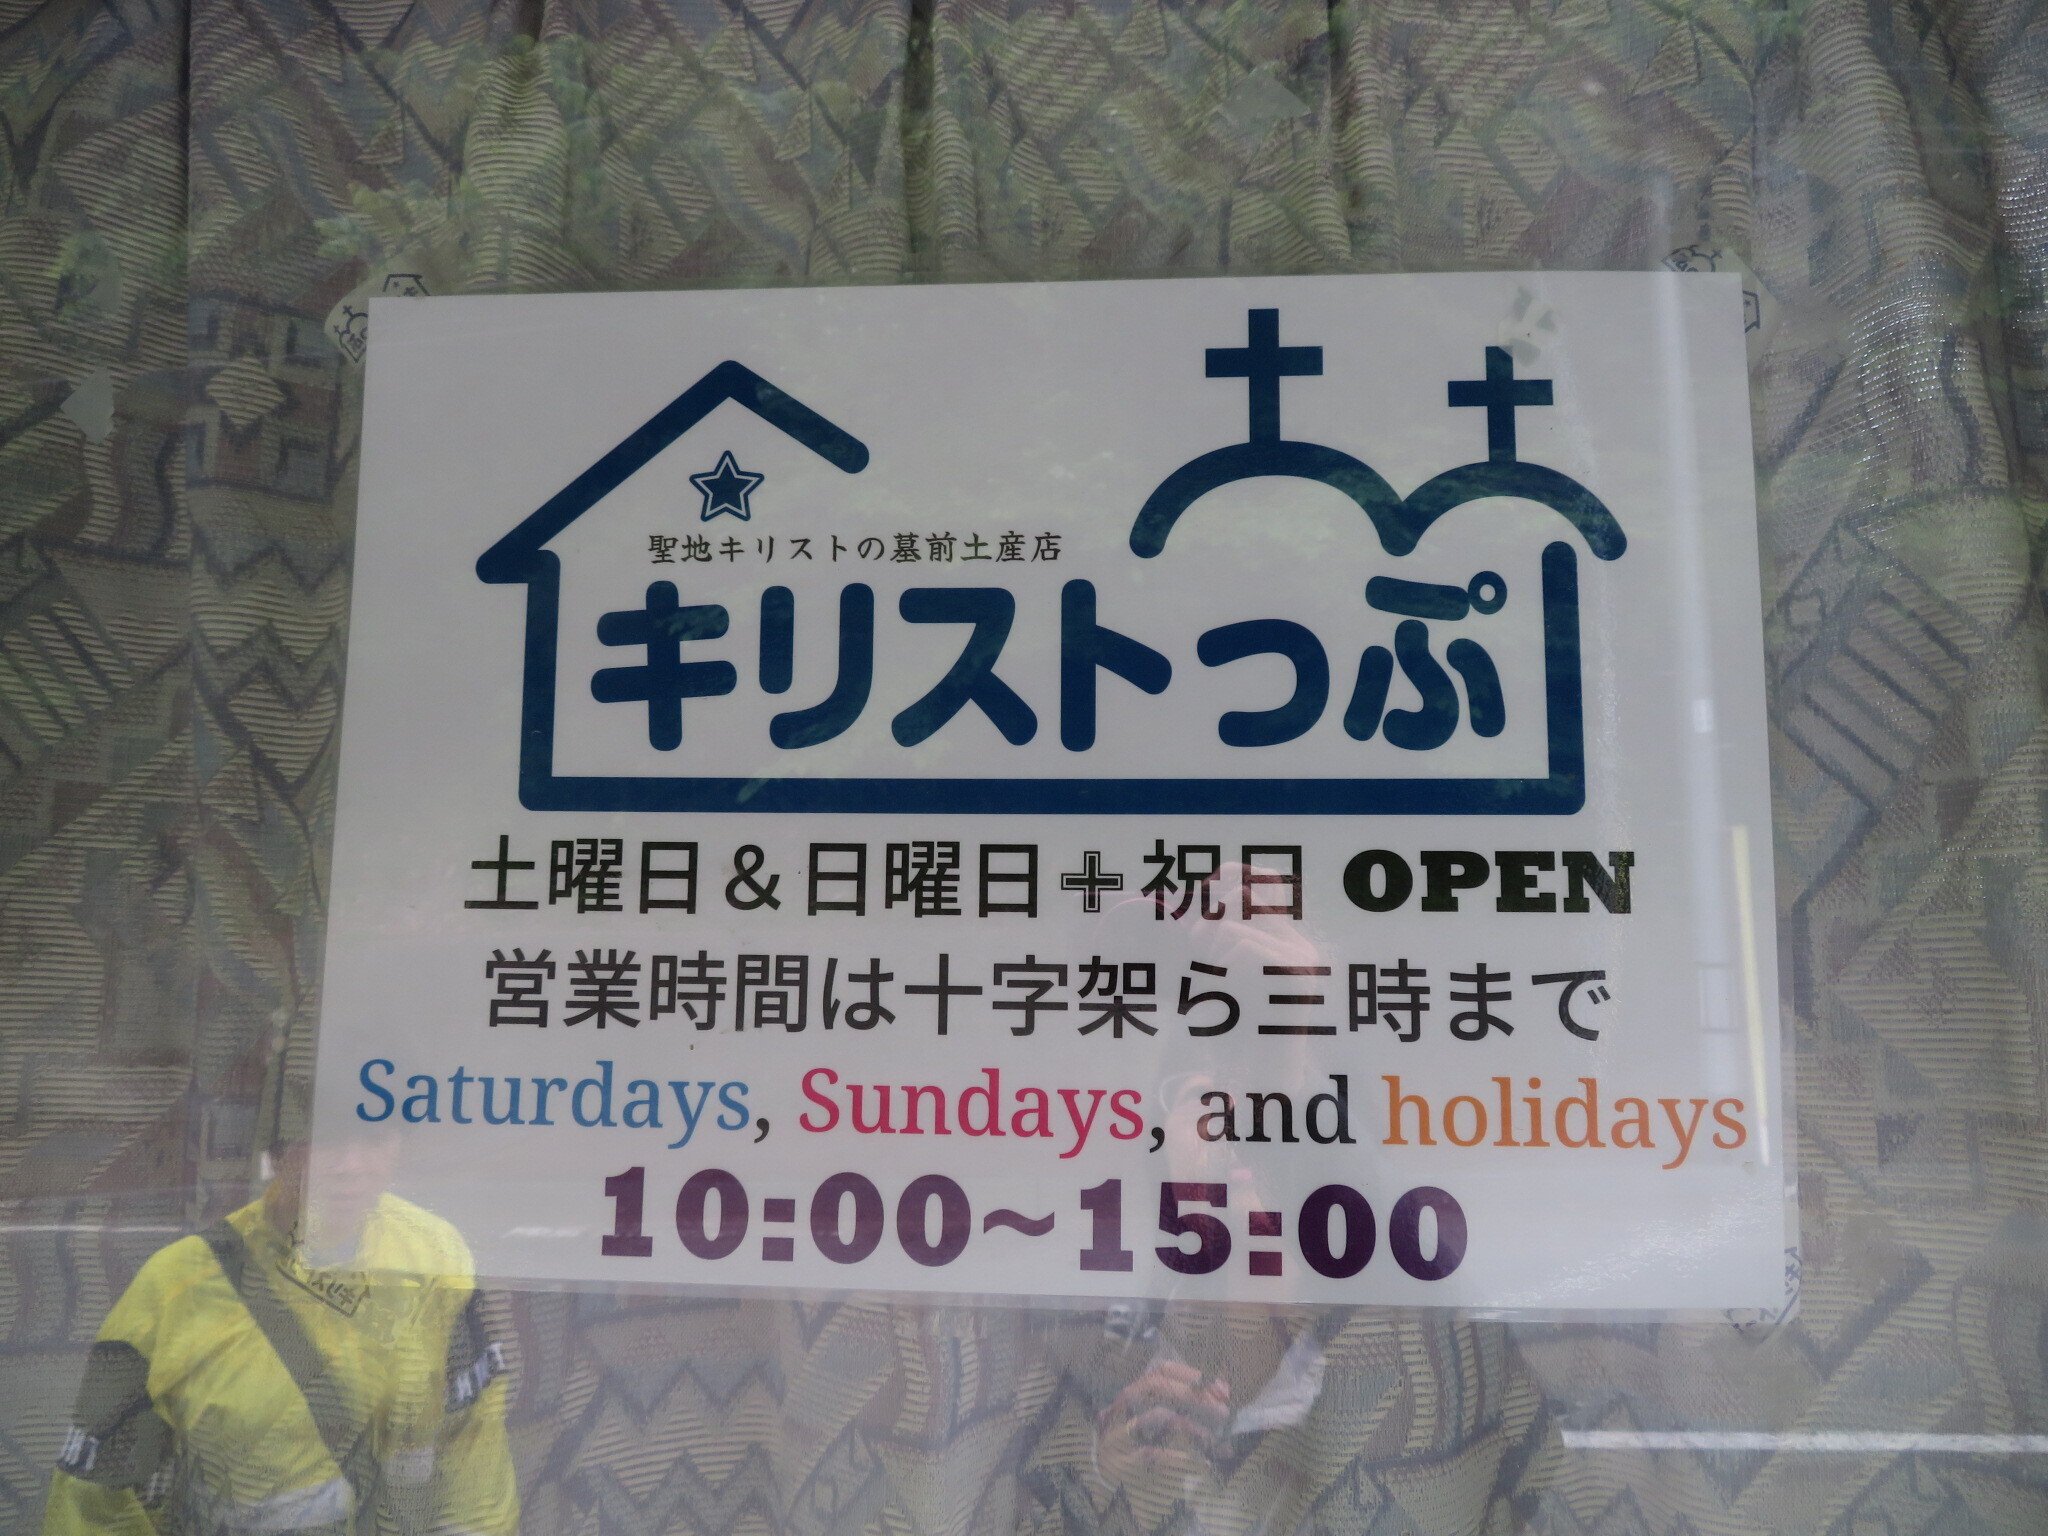 聖地キリストの墓前土産店
キリストっぷ
土曜日＆日曜日＋祝日 OPEN
営業時間は十字架ら三時まで
Saturdays, Sundays, and holidays
10:00~15:00